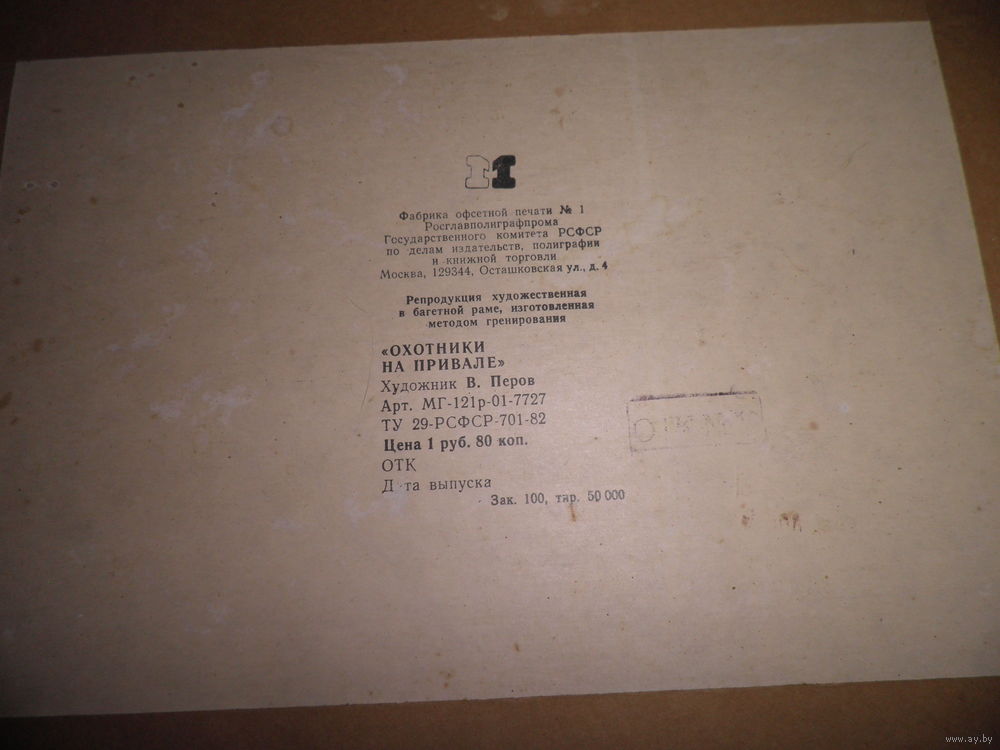 Фабрика офсетной печати № 1
Росглавполиграфпрома
Государственного комитета РСФСР
по делам издательств, полиграфии
и книжной торговли
Москва, 129344, Осташковская ул., д. 4
Репродукция художественная
в багетной раме, изготовленная
методом гренирования
«ОХОТНИКИ
НА ПРИВАЛЕ»
Художник В. Перов
Арт. МГ-121р-01-7727
ТУ 29-РСФСР-701-82
Цена 1 руб. 80 коп.
ОТК
Дата выпуска
Зак. 100, тир. 50 000
www.ay.by